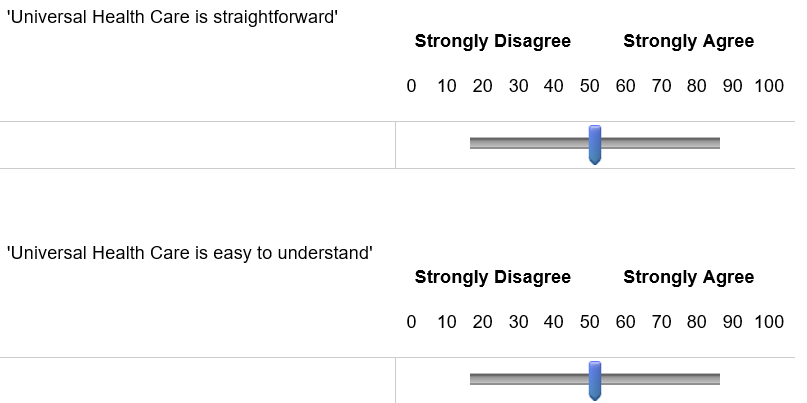 'Universal Health Care is straightforward'
Strongly Disagree Strongly Agree
0 10 20 30 40 50 60 70 80 90 100
'Universal Health Care is easy to understand'
Strongly Disagree Strongly Agree
0 10 20 30 40 50 60 70 80 90 100